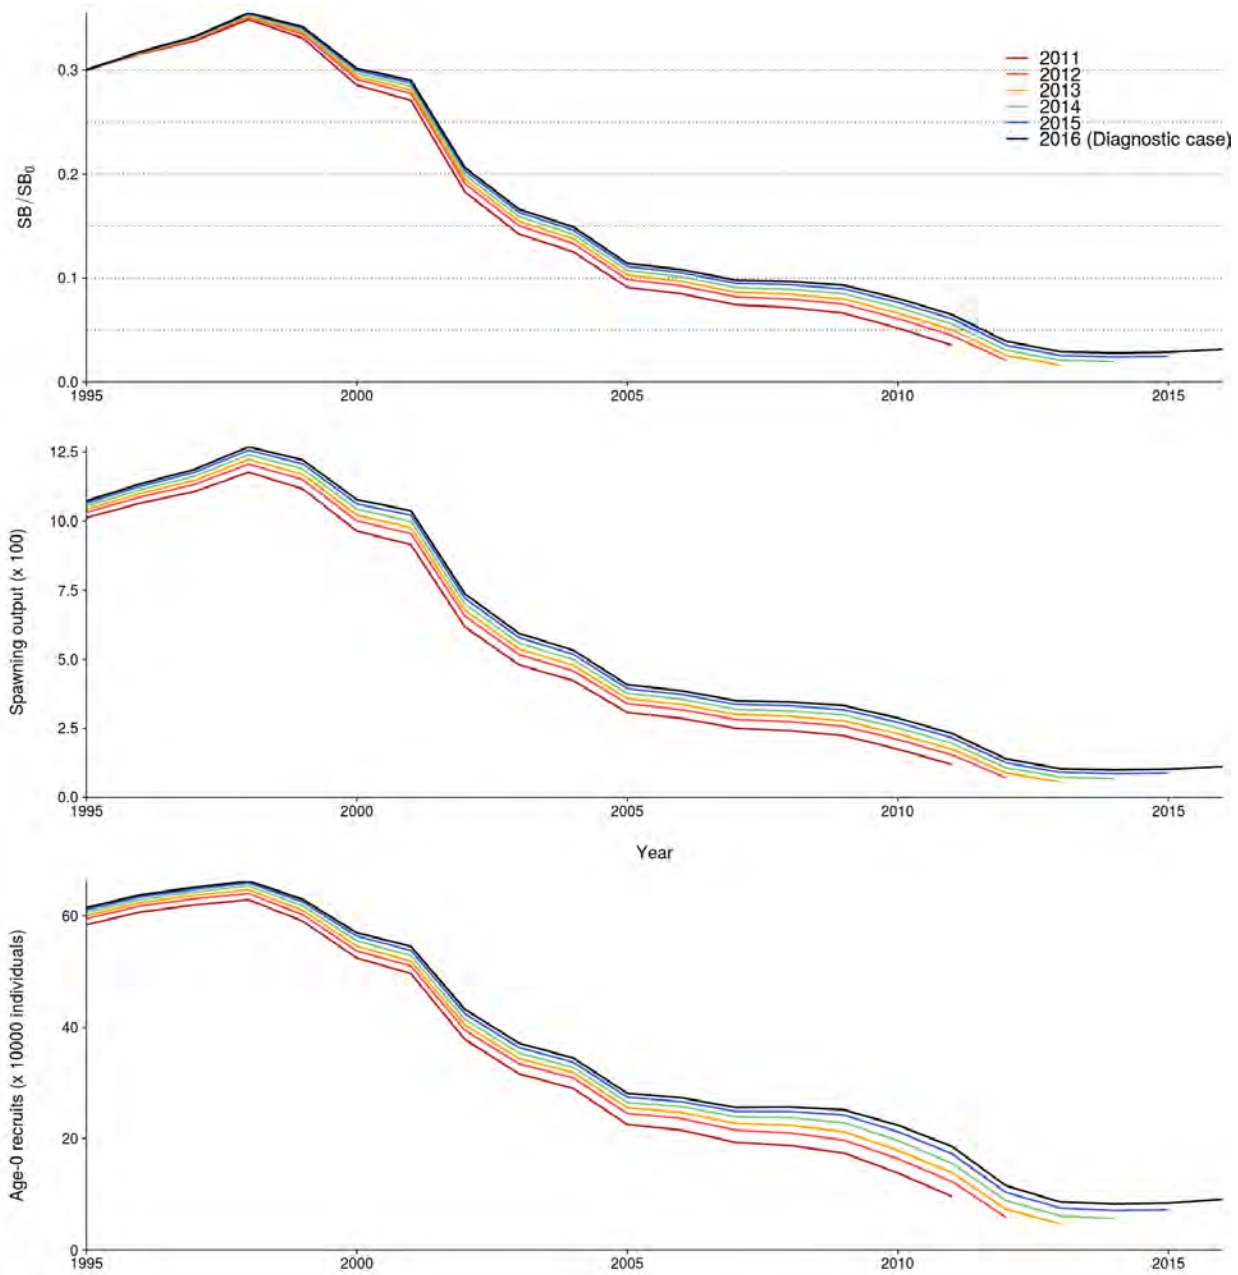 0.3
0.2
0.1
0.0
SB/SB₀
2011
2012
2013
2014
2015
2016 (Diagnostic case)
1995 2000 2005 2010 2015
12.5
10.0
7.5
5.0
2.5
0.0
Spawning output (x 100)
1995 2000 2005 2010 2015
Year
60
40
20
0
Age-0 recruits (x 10000 individuals)
1995 2000 2005 2010 2015